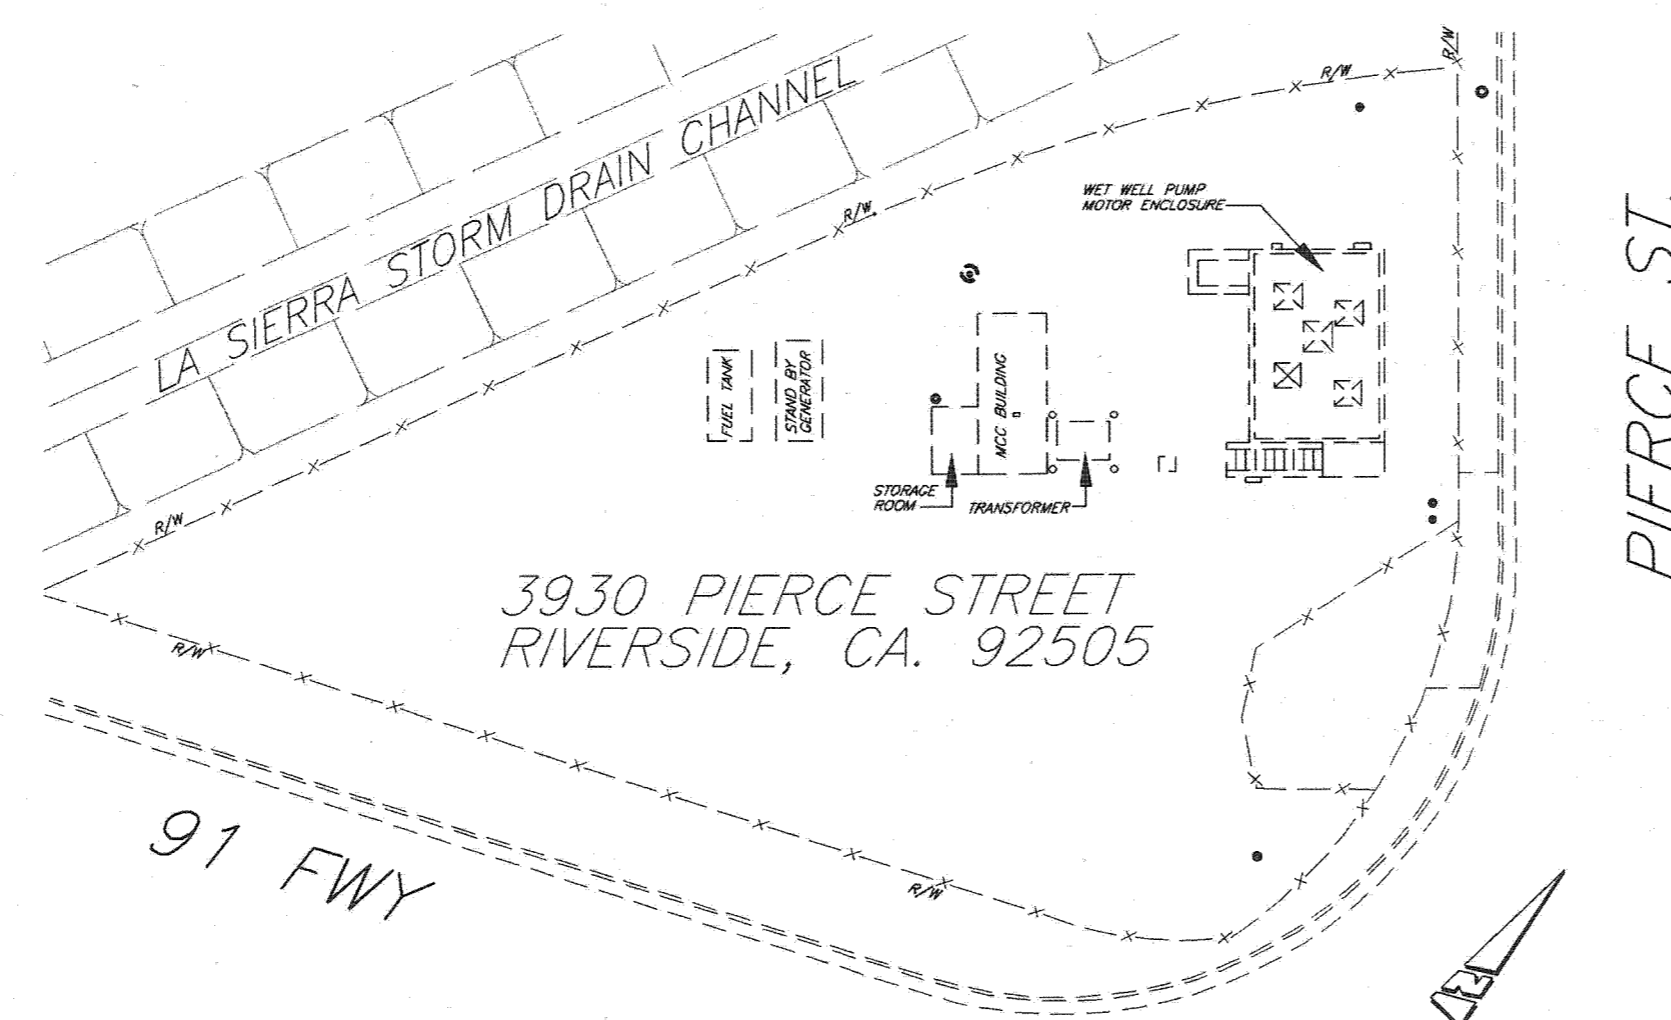 LA SIERRA STORM DRAIN CHANNEL
R/W
R/W
R/W
R/W
WET WELL PUMP
MOTOR ENCLOSURE
PIERCE ST.
FUEL TANK
STAND BY
GENERATOR
MCC BUILDING
STORAGE
ROOM
TRANSFORMER
3930 PIERCE STREET
RIVERSIDE, CA. 92505
R/W
R/W
91 FWY
N